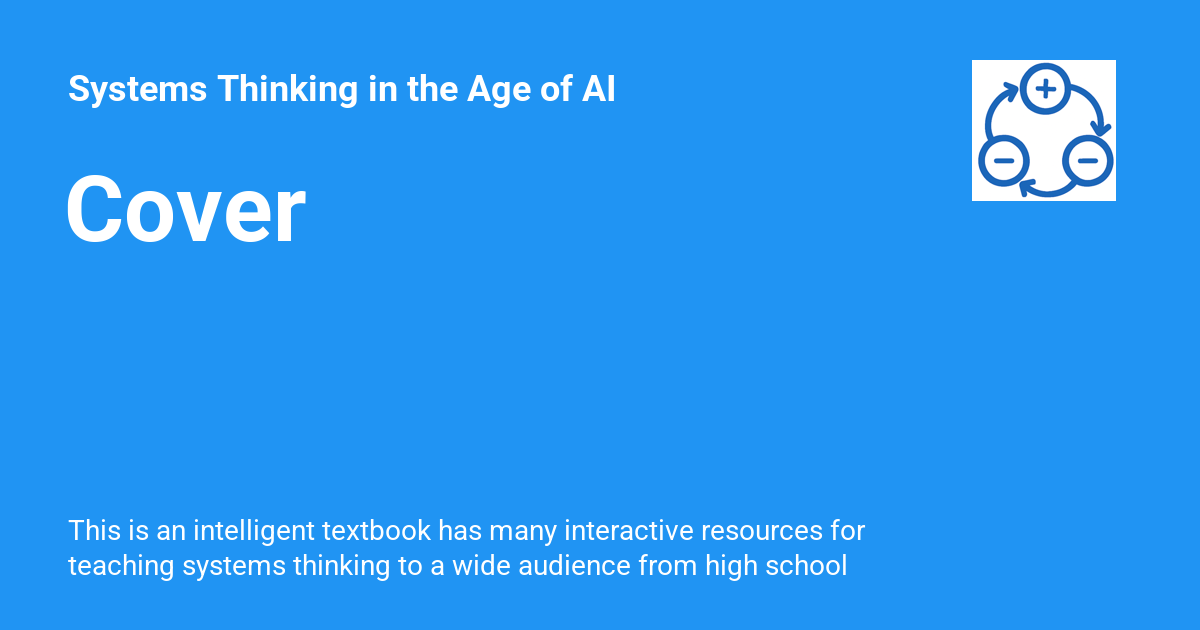 Systems Thinking in the Age of AI
Cover
This is an intelligent textbook has many interactive resources for
teaching systems thinking to a wide audience from high school